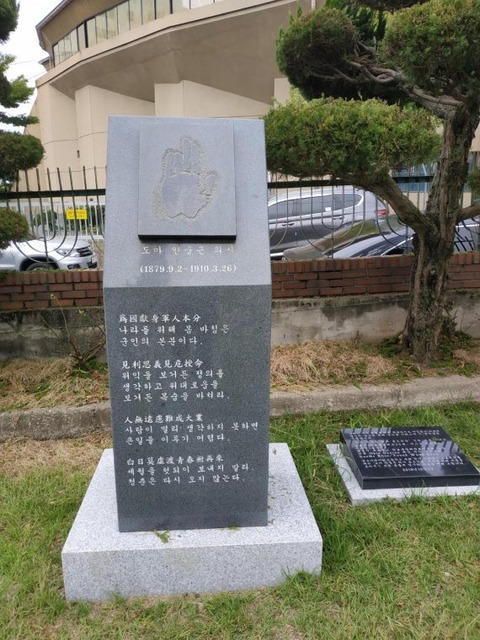 도마 안중근 의사
(1879.9.2~1910.3.26)
爲國獻身軍人本分
나라를 위해 몸 바침은
군인의 본분이다.
見利思義見危授命
이익을 보거든 정의를
생각하고 위태로움을
보거든 목숨을 바쳐라.
人無遠慮難成大業
사람이 멀리 생각하지 못하면
큰일을 이루기 어렵다.
白日莫虛渡靑春不再來
세월을 헛되이 보내지 말라.
청춘은 다시 오지 않는다.